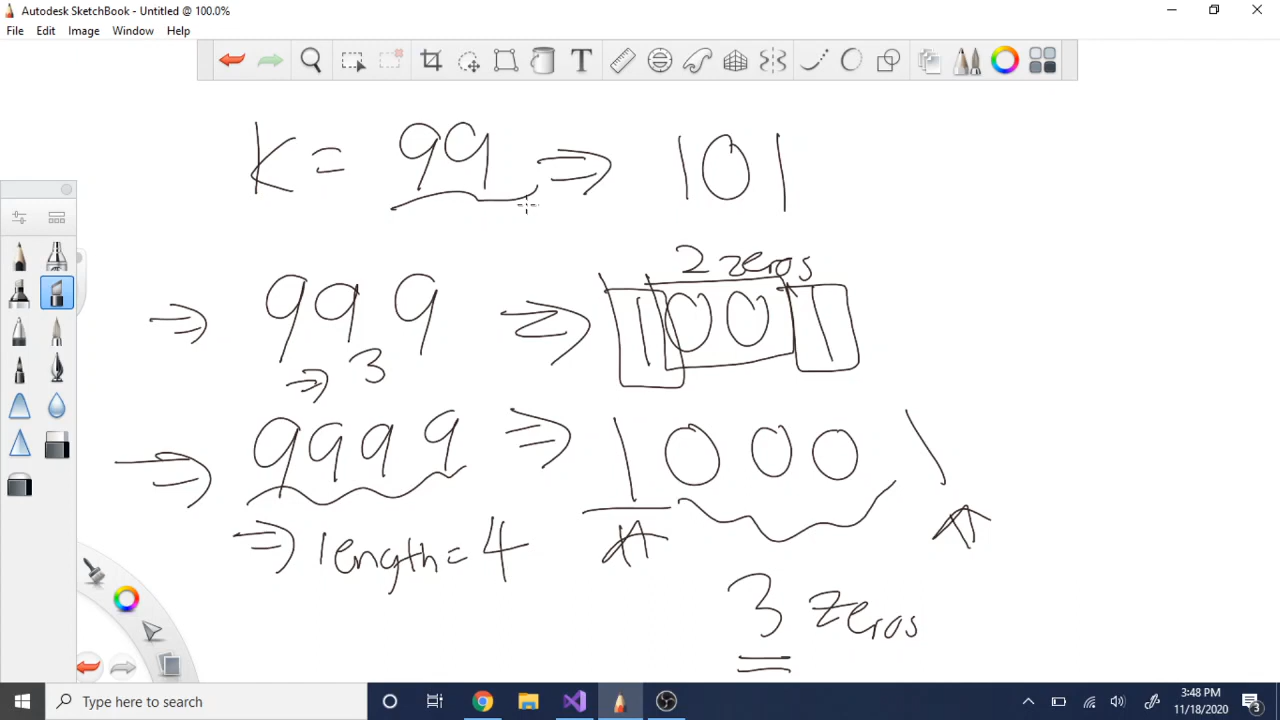 Autodesk SketchBook - Untitled @ 100.0%
File Edit Image Window Help
T
K = 99 ⇒ 101
2 zeros
⇒ 999 ⇒ 1001
⇒ 3
⇒ 9999 ⇒ 10001
⇒ length = 4
3 zeros
Type here to search
3:48 PM
11/18/2020
3